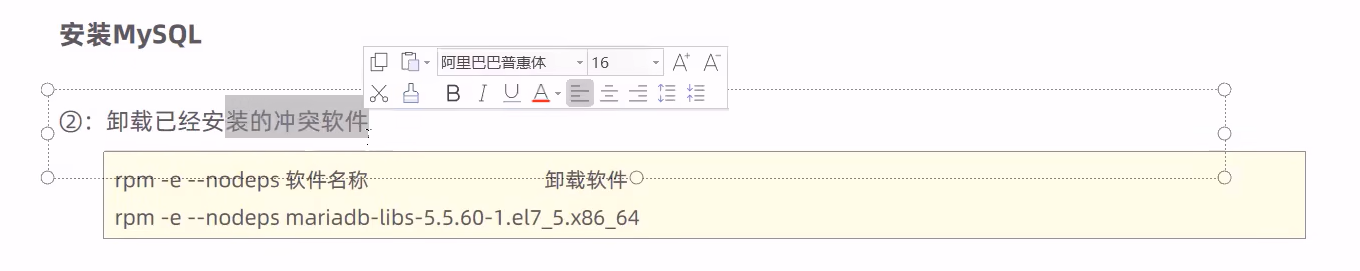 安装MySQL
阿里巴巴普惠体 16 A+ A-
B I U A
②：卸载已经安装的冲突软件
rpm -e --nodeps 软件名称 卸载软件
rpm -e --nodeps mariadb-libs-5.5.60-1.el7_5.x86_64